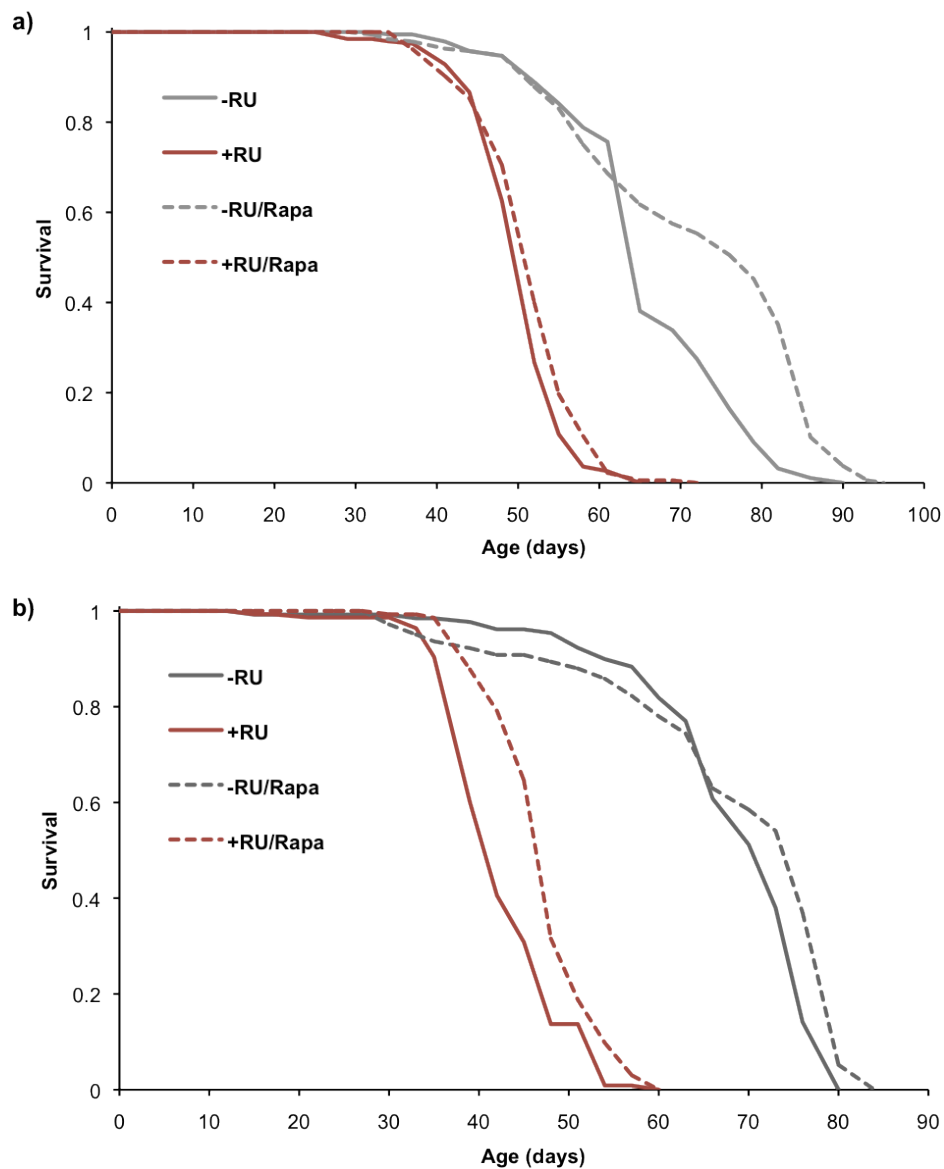 a)
1
0.8
0.6
0.4
0.2
0
Survival
-RU
+RU
-RU/Rapa
+RU/Rapa
0 10 20 30 40 50 60 70 80 90 100
Age (days)
b)
1
0.8
0.6
0.4
0.2
0
Survival
-RU
+RU
-RU/Rapa
+RU/Rapa
0 10 20 30 40 50 60 70 80 90
Age (days)